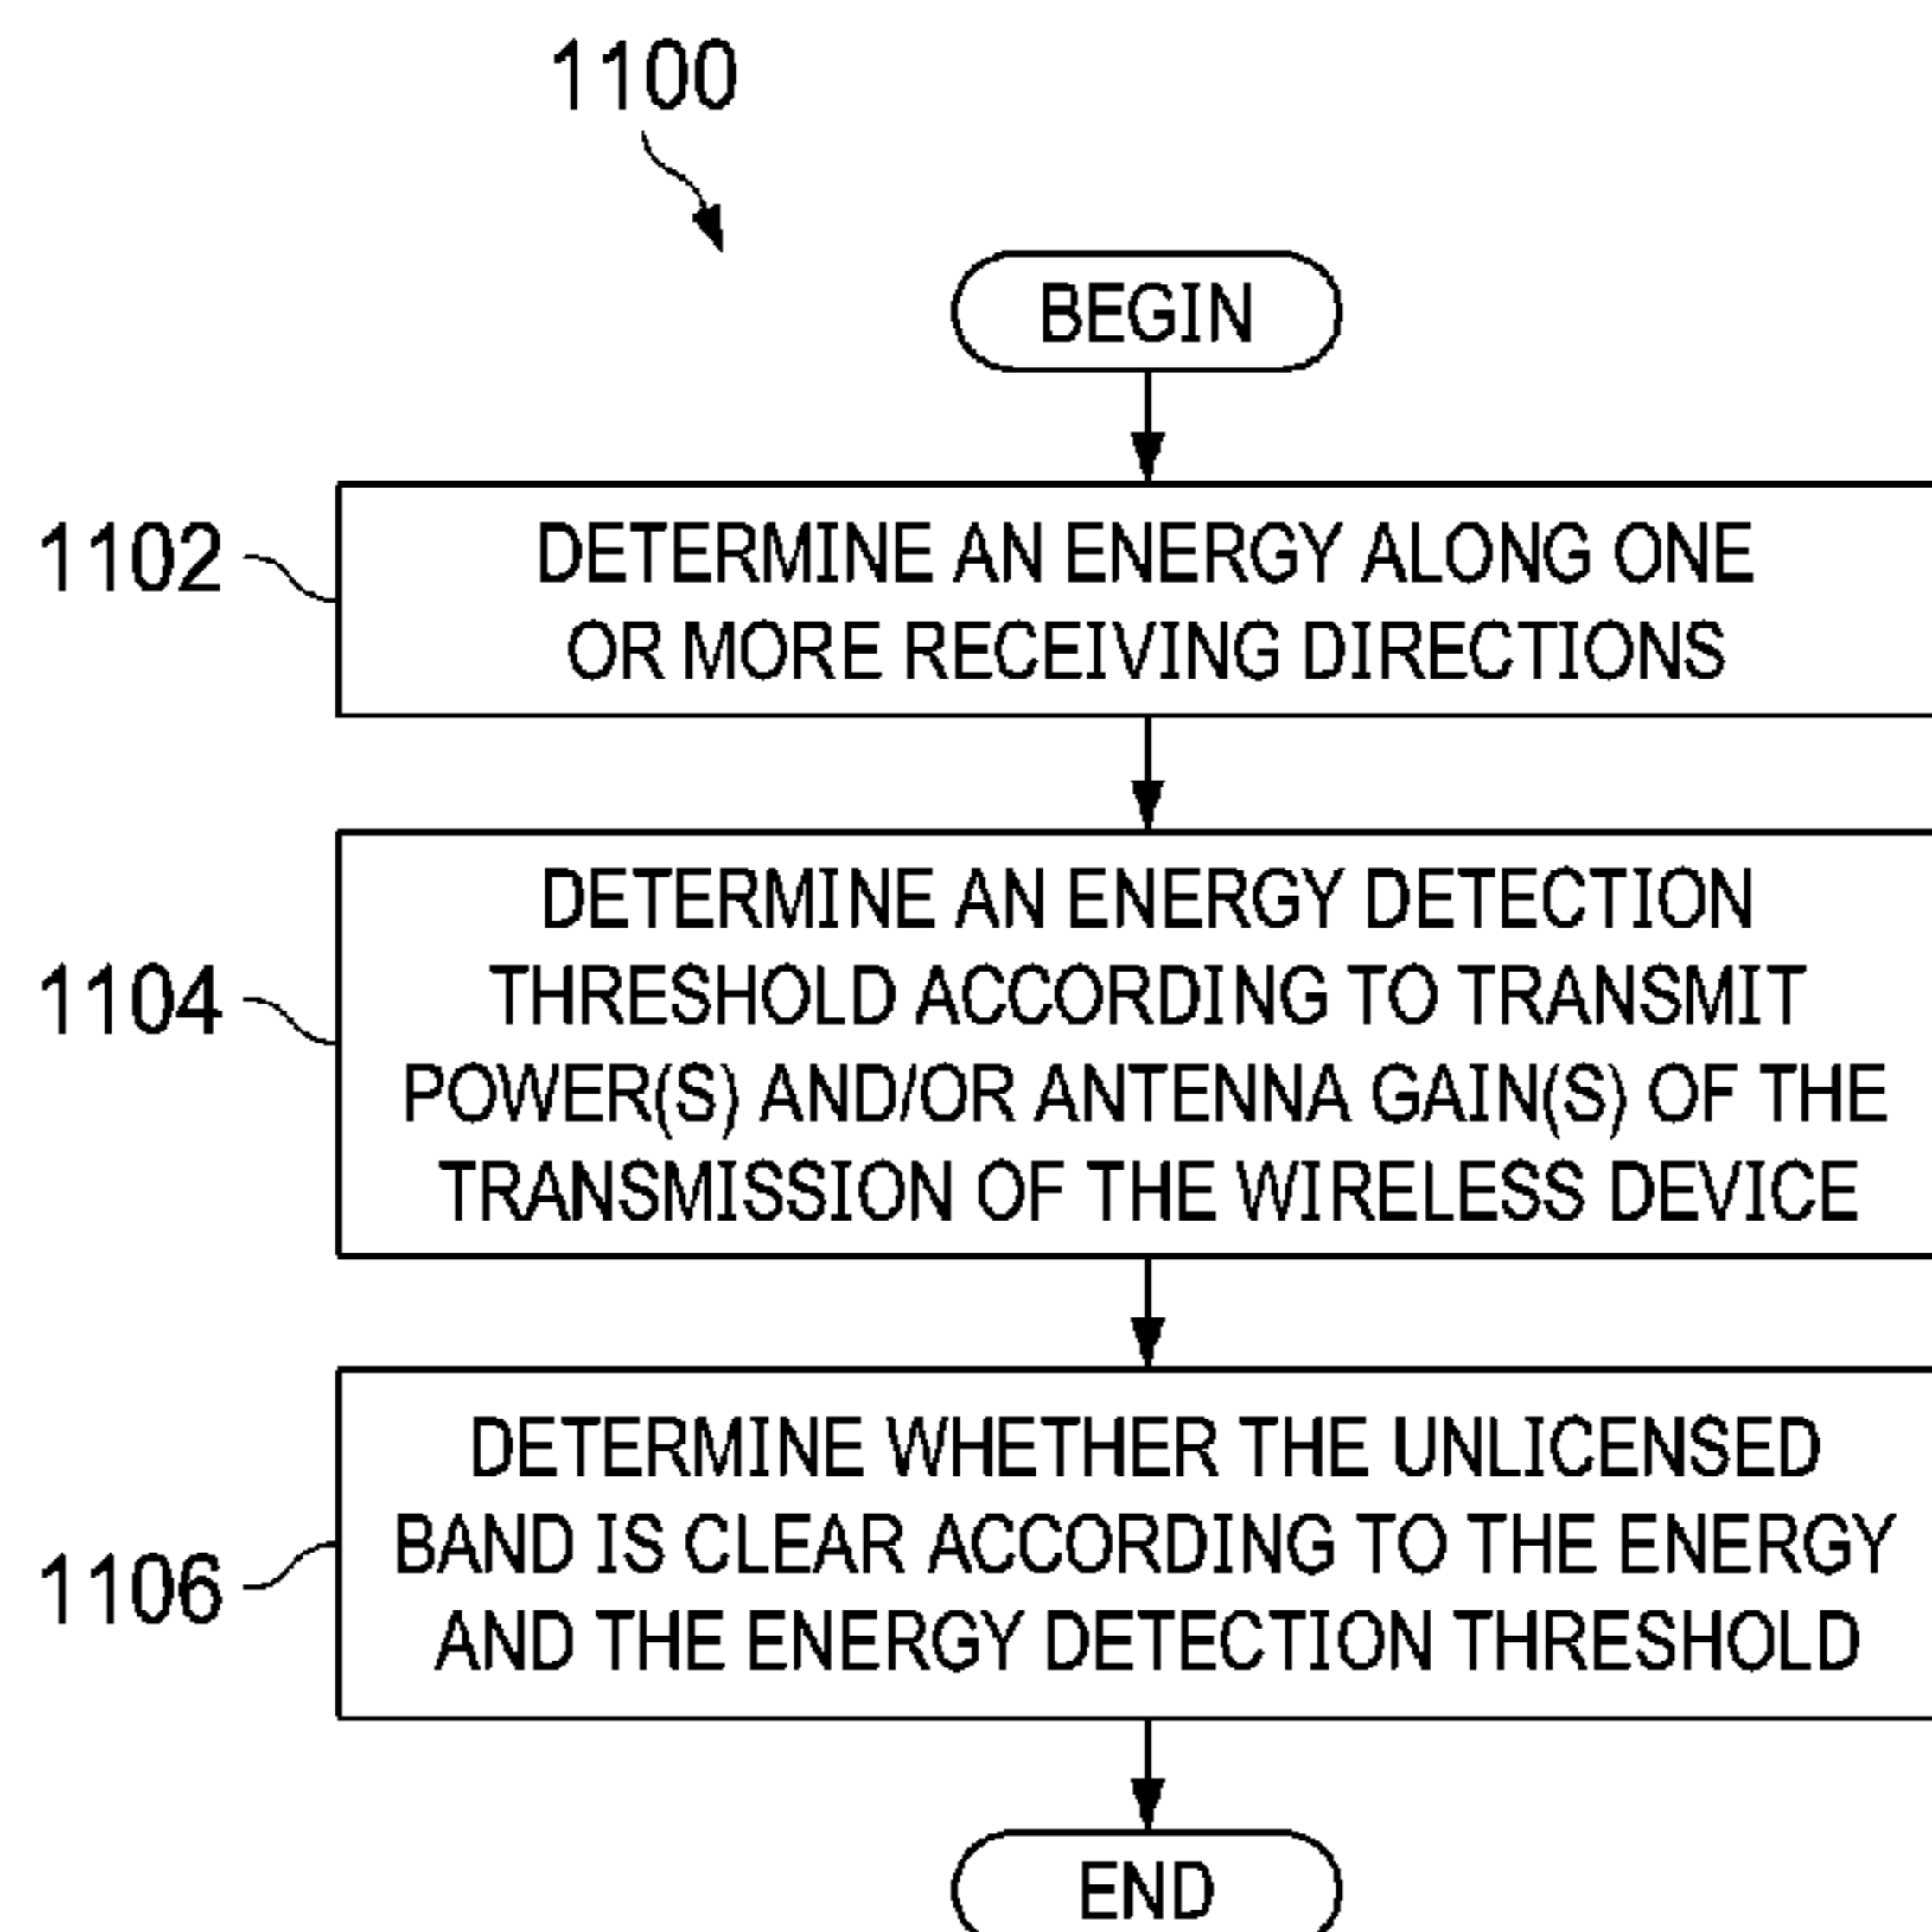 1100
BEGIN
1102
DETERMINE AN ENERGY ALONG ONE
OR MORE RECEIVING DIRECTIONS
1104
DETERMINE AN ENERGY DETECTION
THRESHOLD ACCORDING TO TRANSMIT
POWER(S) AND/OR ANTENNA GAIN(S) OF THE
TRANSMISSION OF THE WIRELESS DEVICE
1106
DETERMINE WHETHER THE UNLICENSED
BAND IS CLEAR ACCORDING TO THE ENERGY
AND THE ENERGY DETECTION THRESHOLD
END